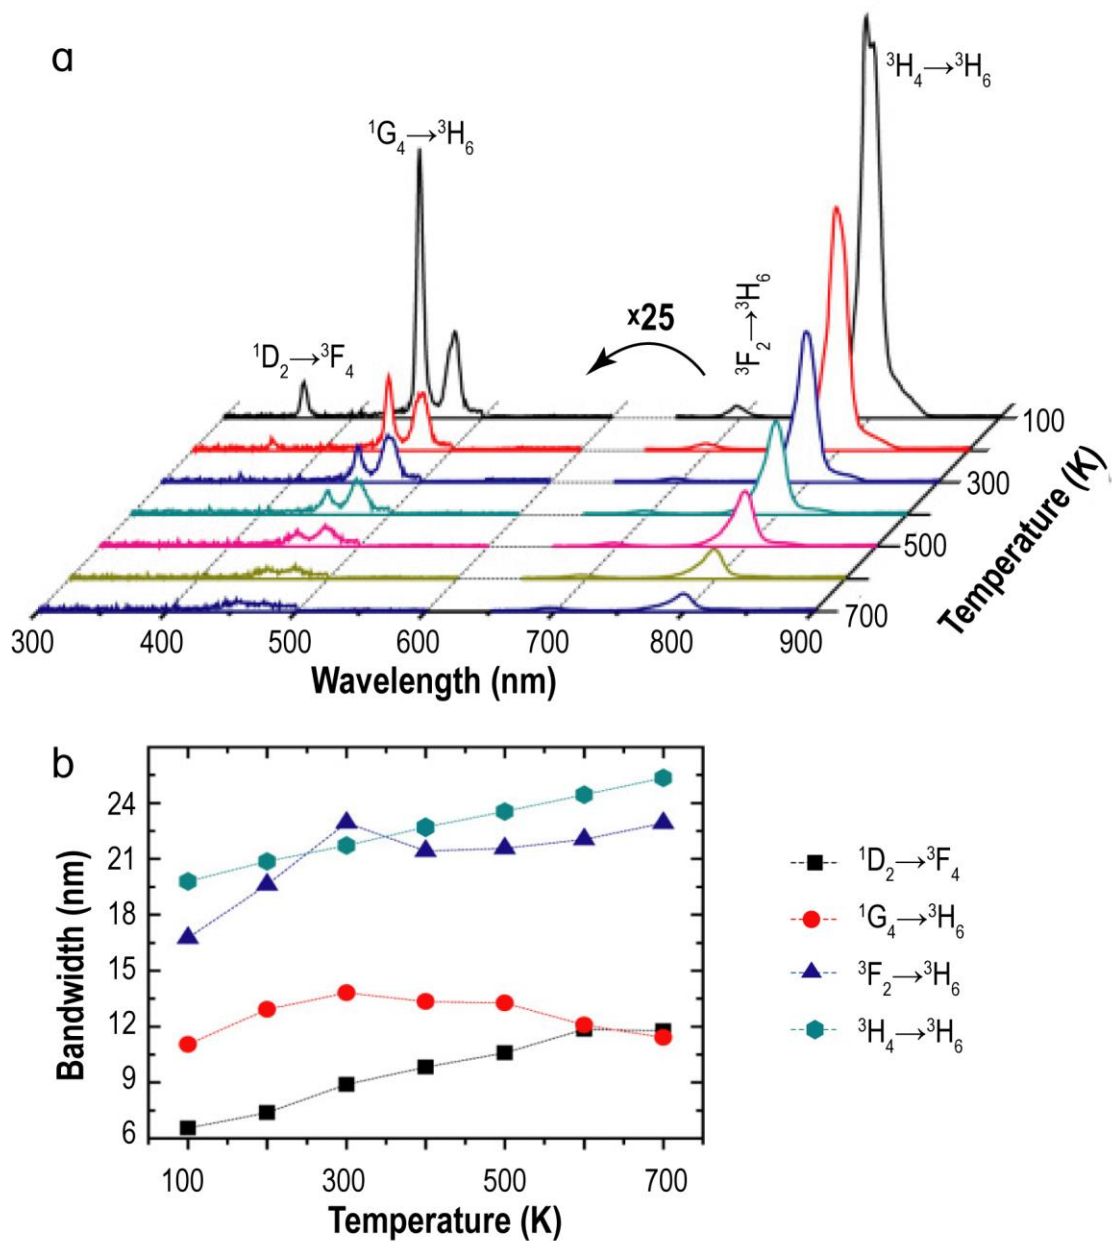 a
³H₄→³H₆
¹G₄→³H₆
³F₂→³H₆
x25
¹D₂→³F₄
100
300
500
700
Temperature (K)
300 400 500 600 700 800 900
Wavelength (nm)
b
24
21
18
15
12
9
6
Bandwidth (nm)
100 300 500 700
Temperature (K)
¹D₂→³F₄
¹G₄→³H₆
³F₂→³H₆
³H₄→³H₆